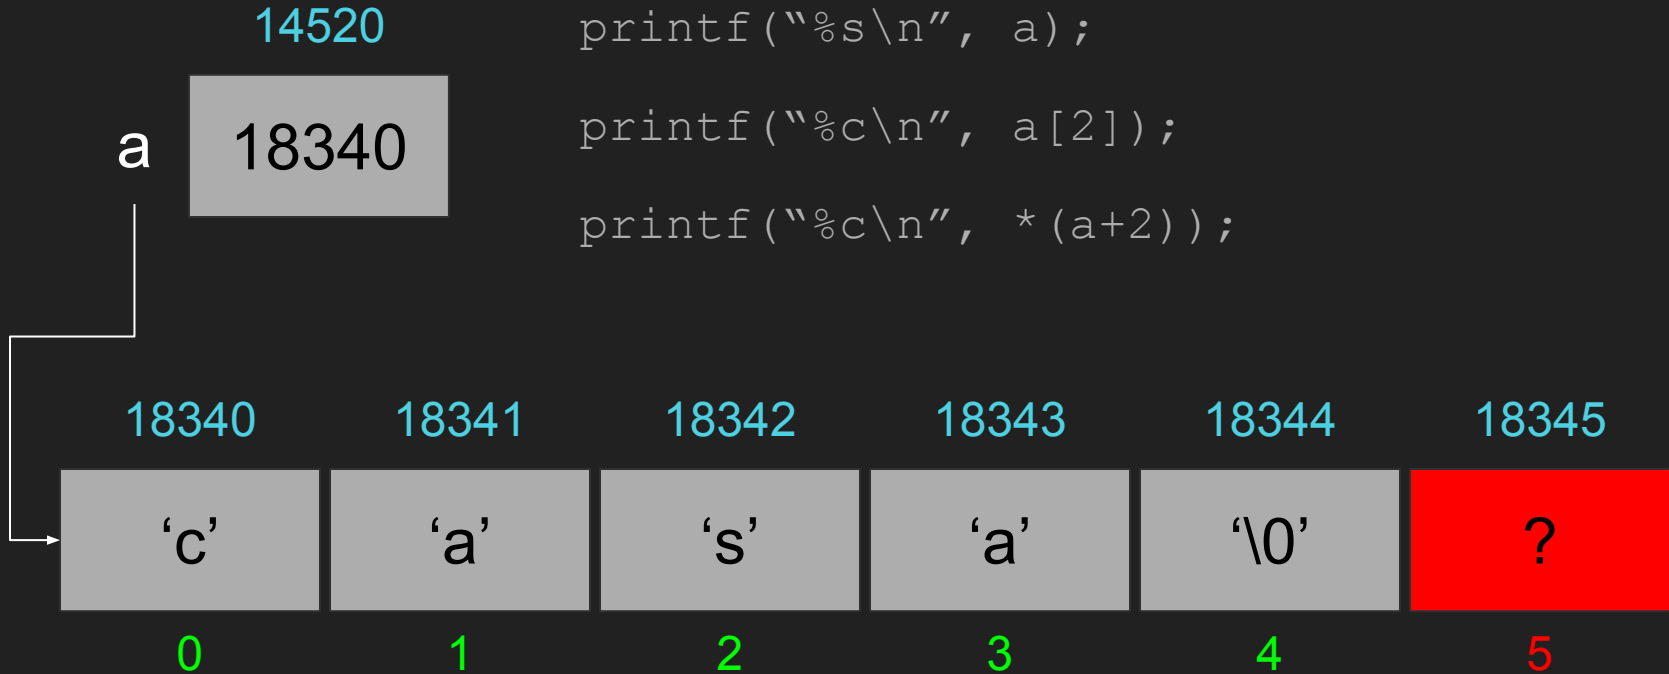 14520
printf(“%s\n”, a);
a
18340
printf(“%c\n”, a[2]);
printf(“%c\n”, *(a+2));
18340 18341 18342 18343 18344 18345
‘c’ ‘a’ ‘s’ ‘a’ ‘\0’ ?
0 1 2 3 4 5